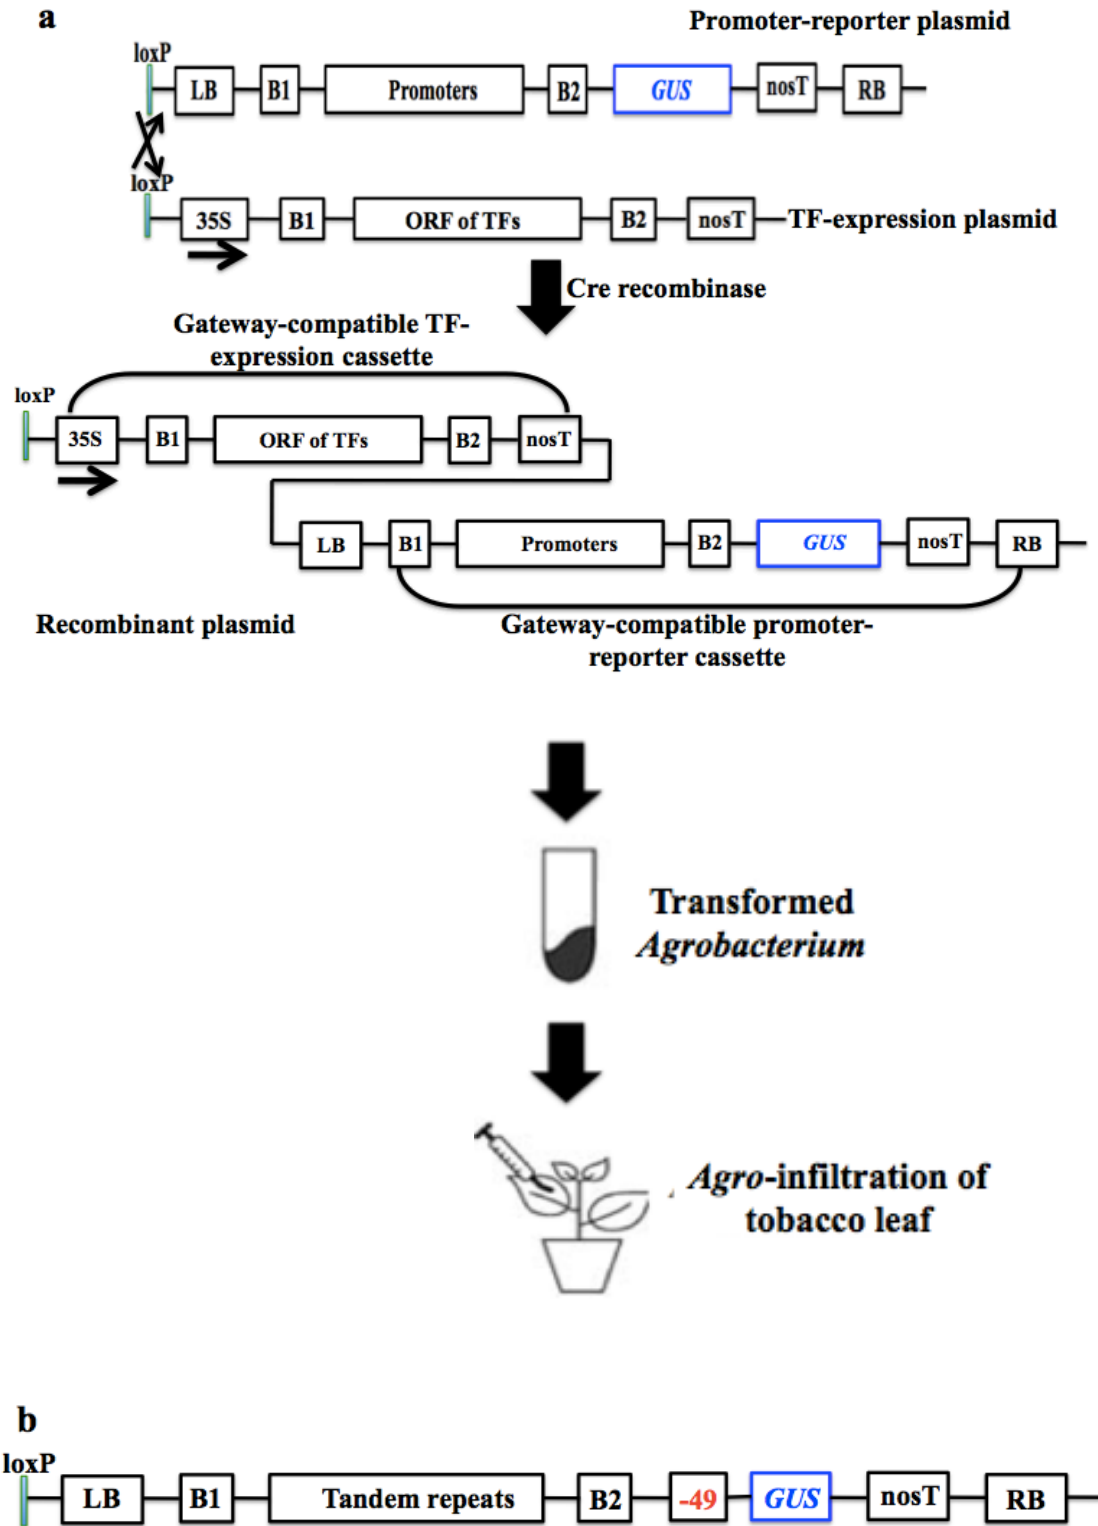 a
Promoter-reporter plasmid
loxP
LB B1 Promoters B2 GUS nosT RB
loxP
35S B1 ORF of TFs B2 nosT TF-expression plasmid
Cre recombinase
Gateway-compatible TF-
expression cassette
loxP
35S B1 ORF of TFs B2 nosT
LB B1 Promoters B2 GUS nosT RB
Recombinant plasmid
Gateway-compatible promoter-
reporter cassette
Transformed
Agrobacterium
Agro-infiltration of
tobacco leaf
b
loxP
LB B1 Tandem repeats B2 -49 GUS nosT RB